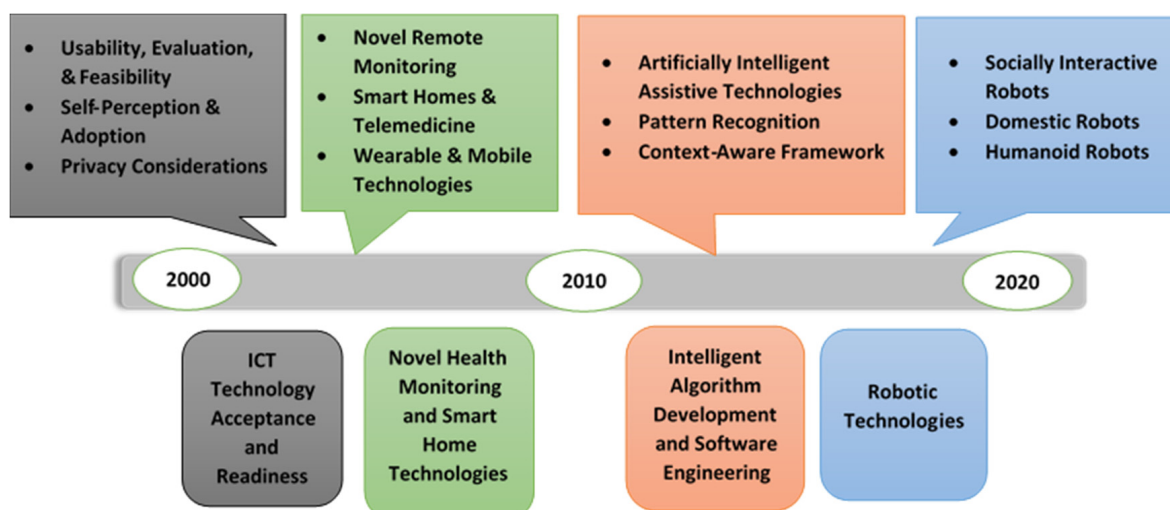 • Usability, Evaluation,
& Feasibility
• Self-Perception &
Adoption
• Privacy Considerations
• Novel Remote
Monitoring
• Smart Homes &
Telemedicine
• Wearable & Mobile
Technologies
• Artificially Intelligent
Assistive Technologies
• Pattern Recognition
• Context-Aware Framework
• Socially Interactive
Robots
• Domestic Robots
• Humanoid Robots
2000
2010
2020
ICT
Technology
Acceptance
and
Readiness
Novel Health
Monitoring
and Smart
Home
Technologies
Intelligent
Algorithm
Development
and Software
Engineering
Robotic
Technologies